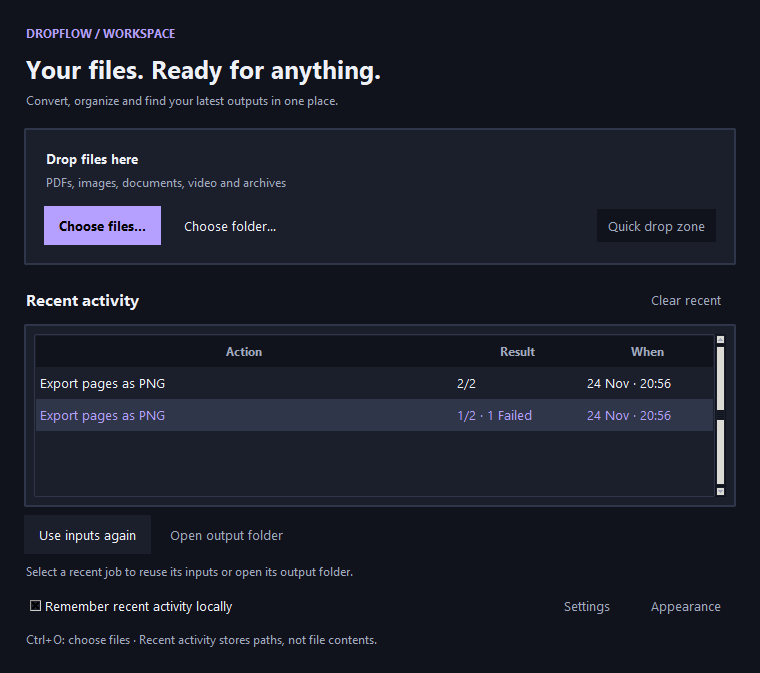 DROPFLOW / WORKSPACE
Your files. Ready for anything.
Convert, organize and find your latest outputs in one place.
Drop files here
PDFs, images, documents, video and archives
Choose files... Choose folder... Quick drop zone
Recent activity Clear recent
Action Result When
Export pages as PNG 2/2 24 Nov · 20:56
Export pages as PNG 1/2 · 1 Failed 24 Nov · 20:56
Use inputs again Open output folder
Select a recent job to reuse its inputs or open its output folder.
Remember recent activity locally Settings Appearance
Ctrl+O: choose files · Recent activity stores paths, not file contents.